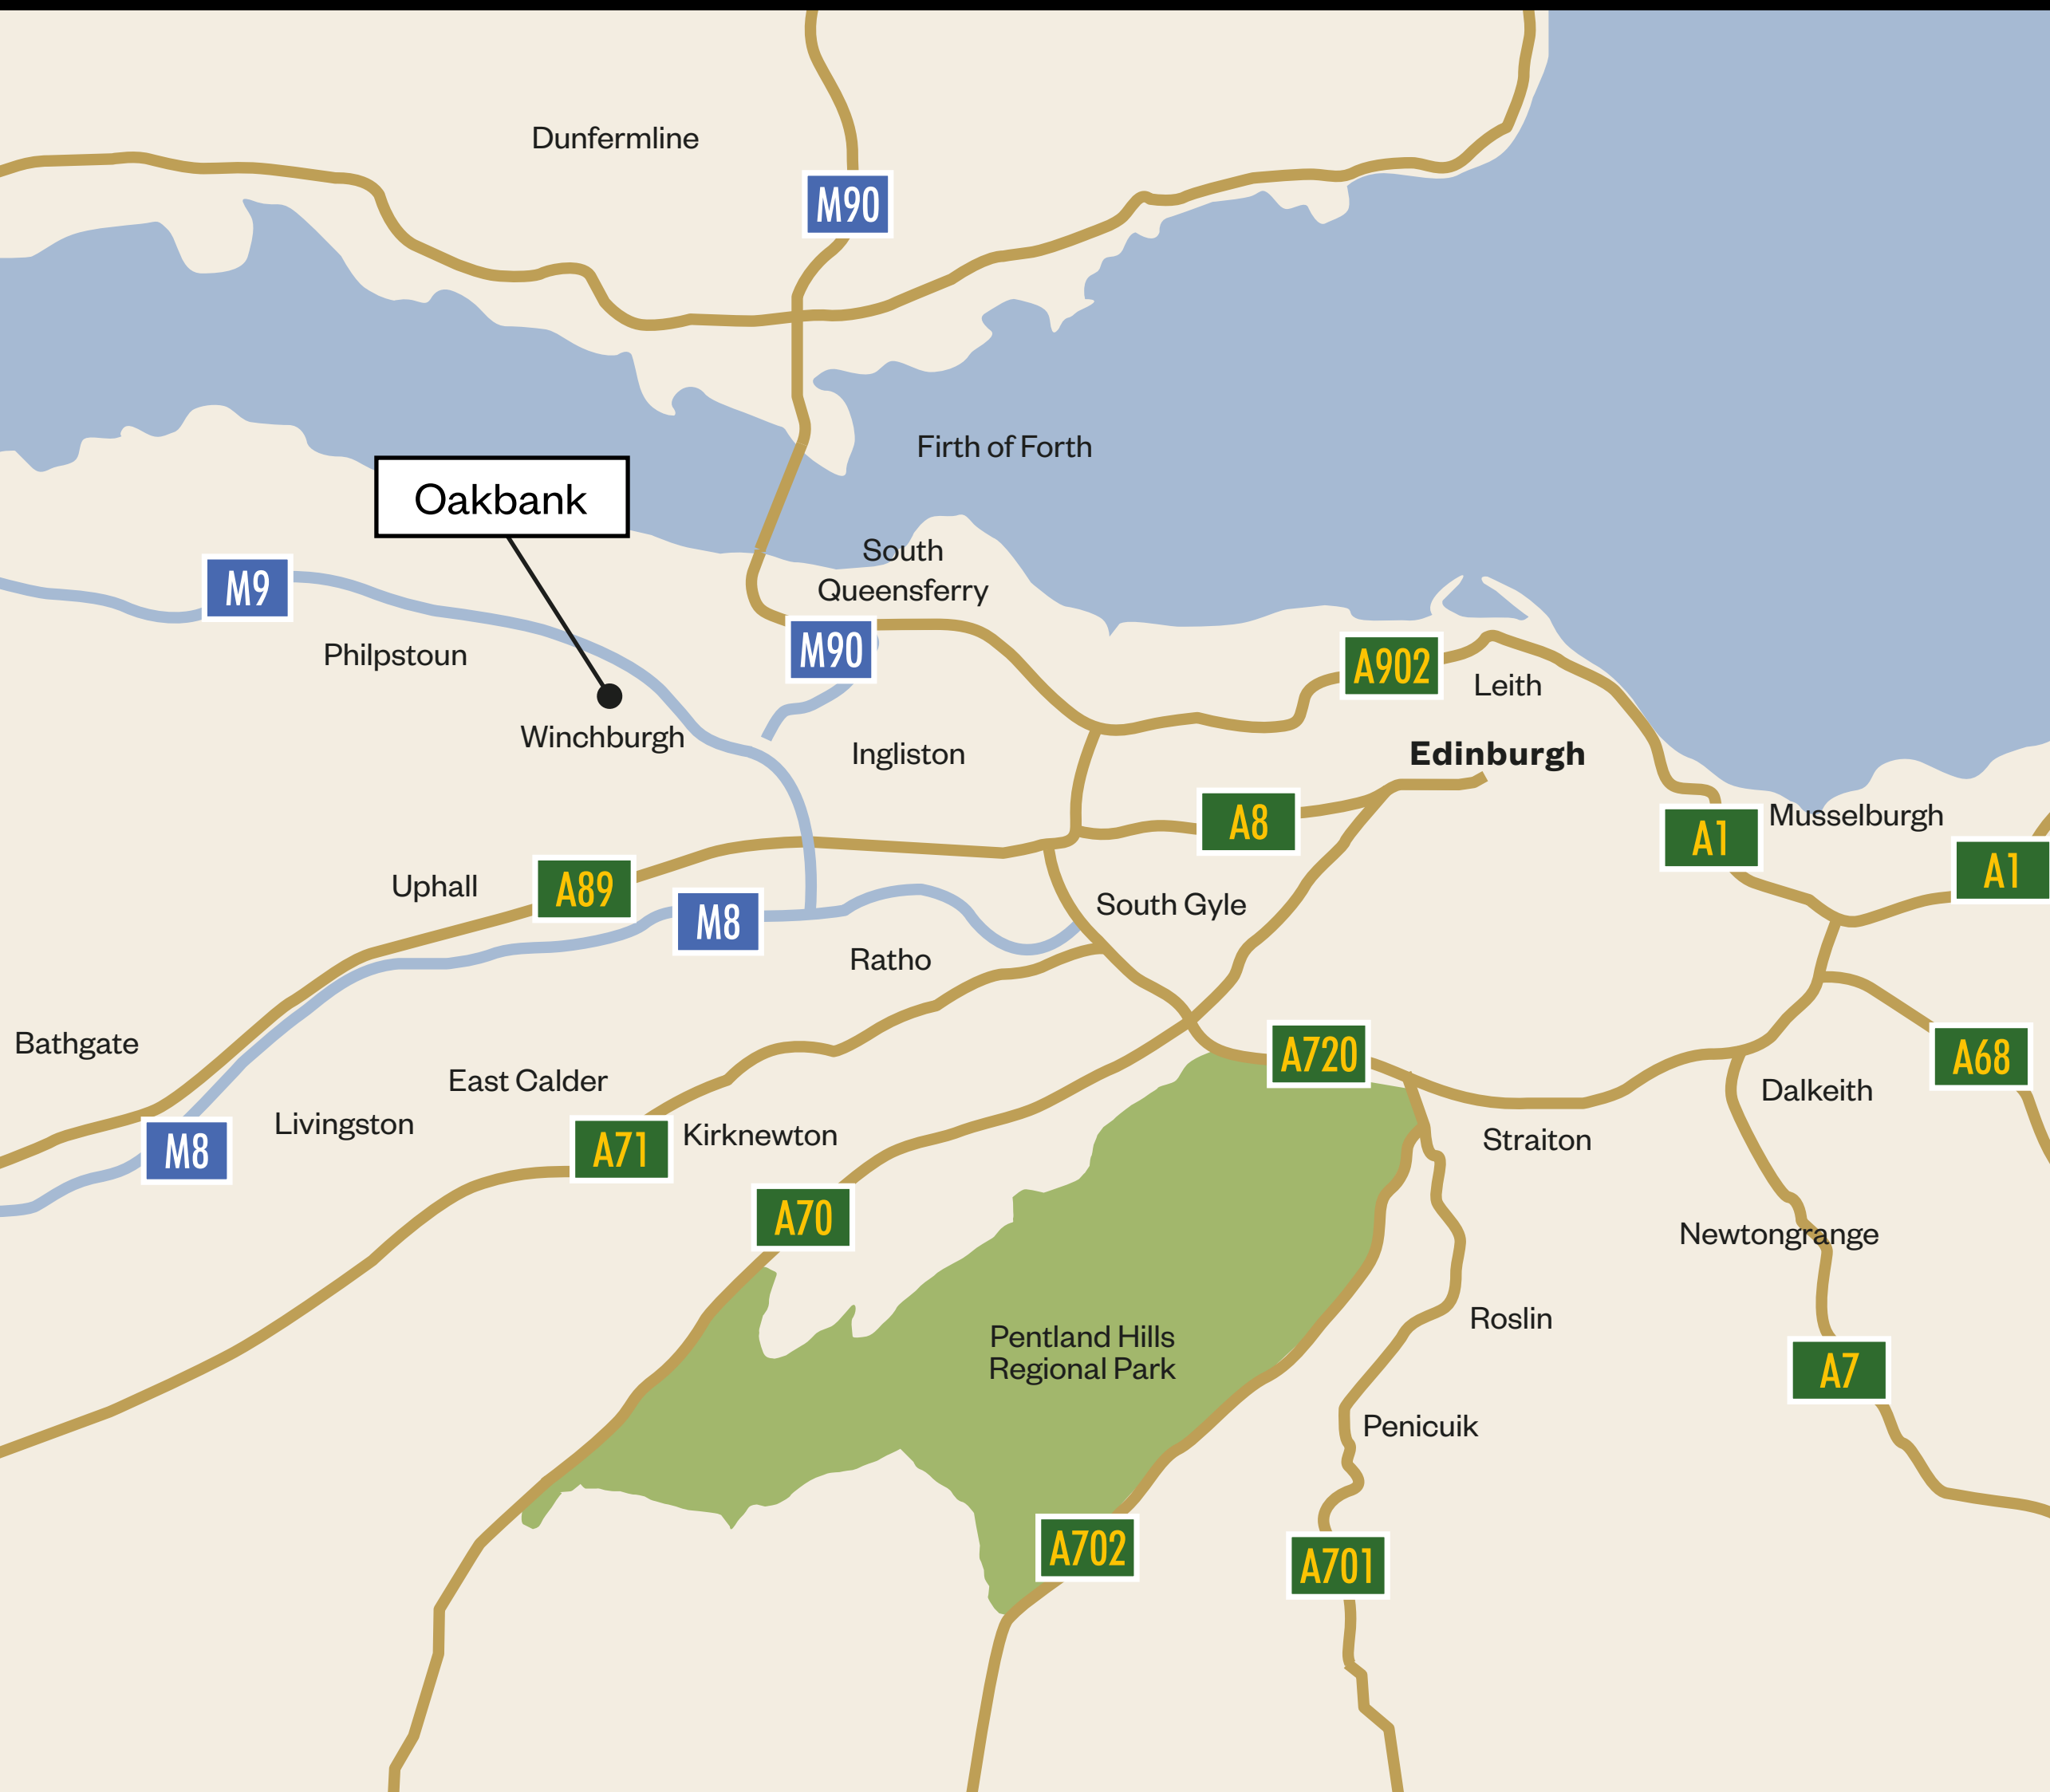 Dunfermline
M90
Firth of Forth
Oakbank
South
Queensferry
M9
M90
Philpstoun
A902
Leith
Winchburgh
Ingliston
Edinburgh
A8
Musselburgh
A1
A1
Uphall
A89
M8
South Gyle
Ratho
Bathgate
A720
A68
East Calder
Dalkeith
Livingston
M8
A71
Kirknewton
Straiton
A70
Newtongrange
Roslin
Pentland Hills
Regional Park
A7
Penicuik
A702
A701